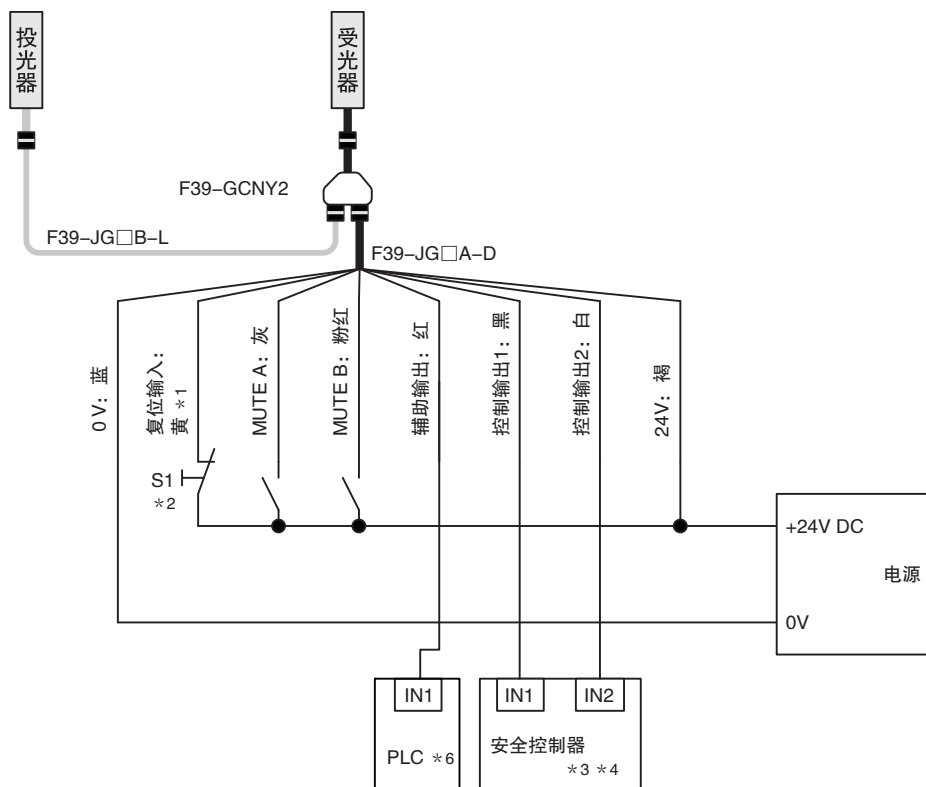 投光器
受光器
F39–GCNY2
F39–JG□B–L
F39–JG□A–D
0 V：蓝
复位输入：
黄 *1
MUTE A：灰
MUTE B：粉红
辅助输出：红
控制输出1：黑
控制输出2：白
24V：褐
S1
*2
+24V DC
电源
0V
IN1
IN1
IN2
PLC *6
安全控制器
*3 *4